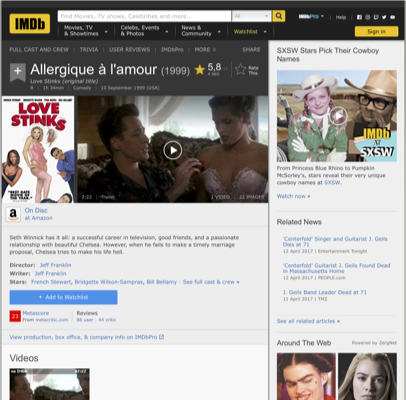 IMDb
Find Movies, TV shows, Celebrities and more...
All
IMDbPro
Help
Movies, TV
& Showtimes
Celebs, Events
& Photos
News &
Community
Watchlist
Sign in
FULL CAST AND CREW | TRIVIA | USER REVIEWS | IMDbPro | MORE
SHARE
Allergique à l'amour (1999)
5,8
Rate
This
Love Stinks (original title)
R | 1h 34min | Comedy | 10 September 1999 (USA)
LOVE
STINKS
2:22 | Trailer
1 VIDEO | 22 IMAGES
On Disc
at Amazon
Seth Winnick has it all: a successful career in television, good friends, and a passionate
relationship with beautiful Chelsea. However, when he fails to make a timely marriage
proposal, Chelsea tries to make his life hell.
Director: Jeff Franklin
Writer: Jeff Franklin
Stars: French Stewart, Bridgette Wilson-Sampras, Bill Bellamy | See full cast & crew »
+ Add to Watchlist
Metascore
From metacritic.com
Reviews
86 user | 44 critic
View production, box office, & company info on IMDbPro
Videos
SXSW Stars Pick Their Cowboy
Names
IMDb
at
SXSW
From Princess Blue Rhino to Pumpkin
McSorley's, stars reveal their very unique
cowboy names at SXSW.
Watch now »
Related News
'Centerfold' Singer and Guitarist J. Geils
Dies at 71
12 April 2017 | Entertainment Tonight
'Centerfold' Guitarist J. Geils Found Dead
in Massachusetts Home
12 April 2017 | PEOPLE.com
J. Geils Band Leader Dead at 71
11 April 2017 | TMZ
See all related articles »
Around The Web
Powered by ZergNet